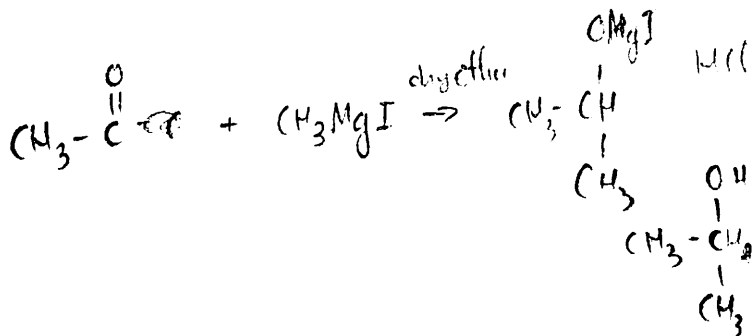 O
||
CH3-C + CH3MgI dry ether → CH3-CH
OMgI
|
|
CH3
HCl
OH
|
CH3-CH
|
CH3